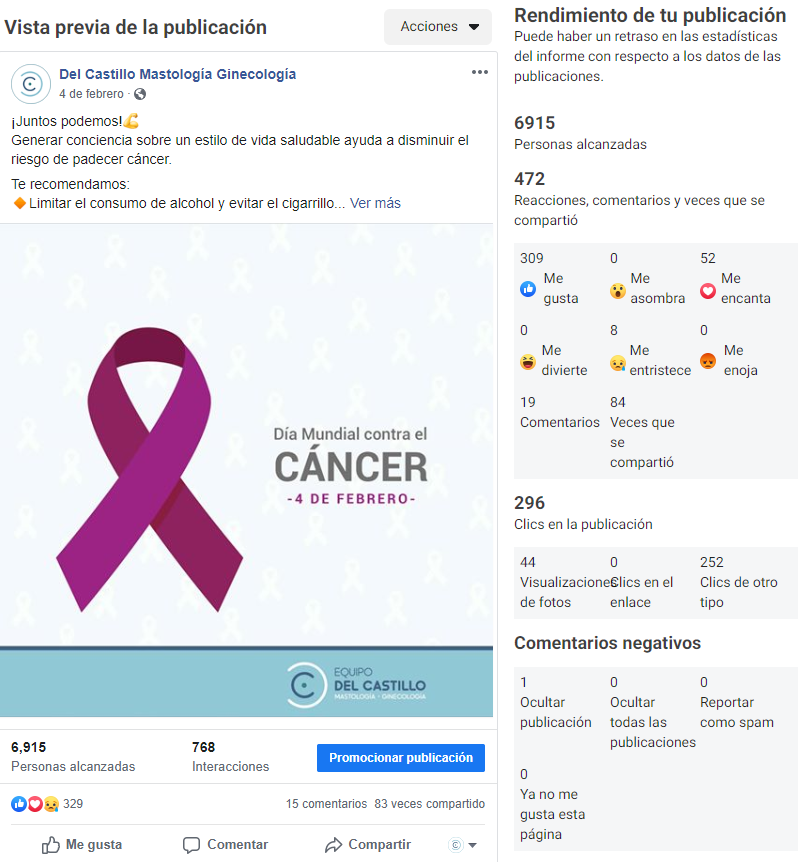 Vista previa de la publicación
Acciones
Del Castillo Mastología Ginecología
4 de febrero ·
¡Juntos podemos!💪
Generar conciencia sobre un estilo de vida saludable ayuda a disminuir el
riesgo de padecer cáncer.
Te recomendamos:
🔸Limitar el consumo de alcohol y evitar el cigarrillo... Ver más
Día Mundial contra el
CÁNCER
-4 DE FEBRERO-
EQUIPO
DEL CASTILLO
MASTOLOGÍA · GINECOLOGÍA
6,915
Personas alcanzadas
768
Interacciones
Promocionar publicación
329
15 comentarios 83 veces compartido
Me gusta
Comentar
Compartir
Rendimiento de tu publicación
Puede haber un retraso en las estadísticas
del informe con respecto a los datos de las
publicaciones.
6915
Personas alcanzadas
472
Reacciones, comentarios y veces que se
compartió
309
Me
gusta
0
Me
asombra
52
Me
encanta
0
Me
divierte
8
Me
entristece
0
Me
enoja
19
Comentarios
84
Veces que
se
compartió
296
Clics en la publicación
44
Visualizaciones
de fotos
0
Clics en el
enlace
252
Clics de otro
tipo
Comentarios negativos
1
Ocultar
publicación
0
Ocultar
todas las
publicaciones
0
Reportar
como spam
0
Ya no me
gusta esta
página